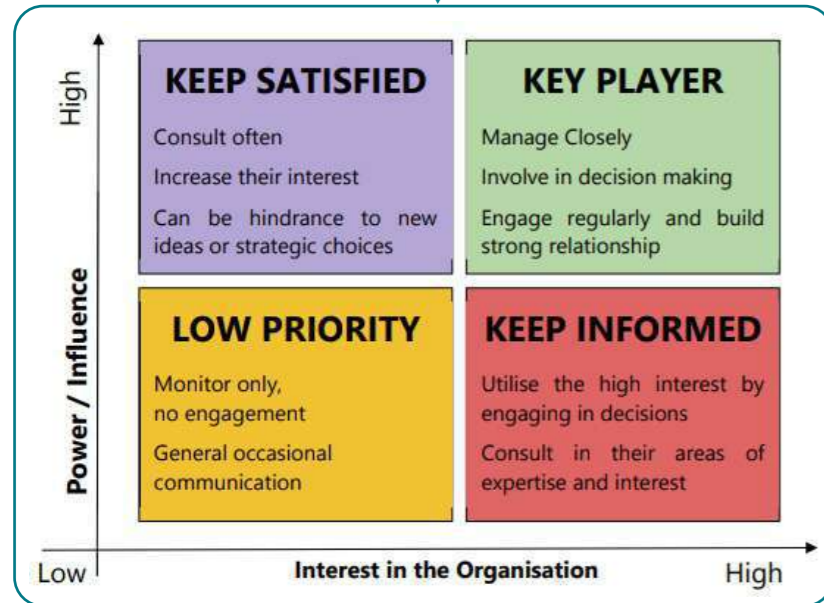 High
Power / Influence
KEEP SATISFIED
Consult often
Increase their interest
Can be hindrance to new
ideas or strategic choices
KEY PLAYER
Manage Closely
Involve in decision making
Engage regularly and build
strong relationship
LOW PRIORITY
Monitor only,
no engagement
General occasional
communication
KEEP INFORMED
Utilise the high interest by
engaging in decisions
Consult in their areas of
expertise and interest
Low
Interest in the Organisation
High